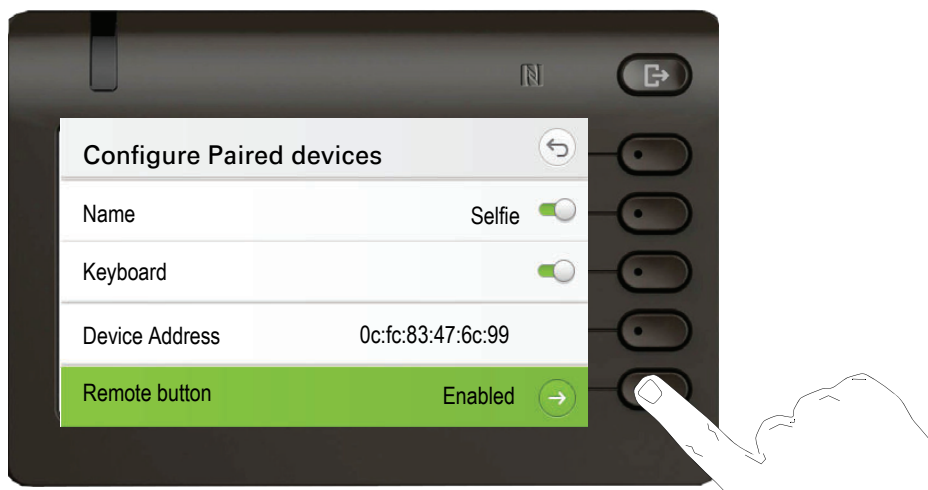 Configure Paired devices
Name Selfie
Keyboard
Device Address 0c:fc:83:47:6c:99
Remote button Enabled